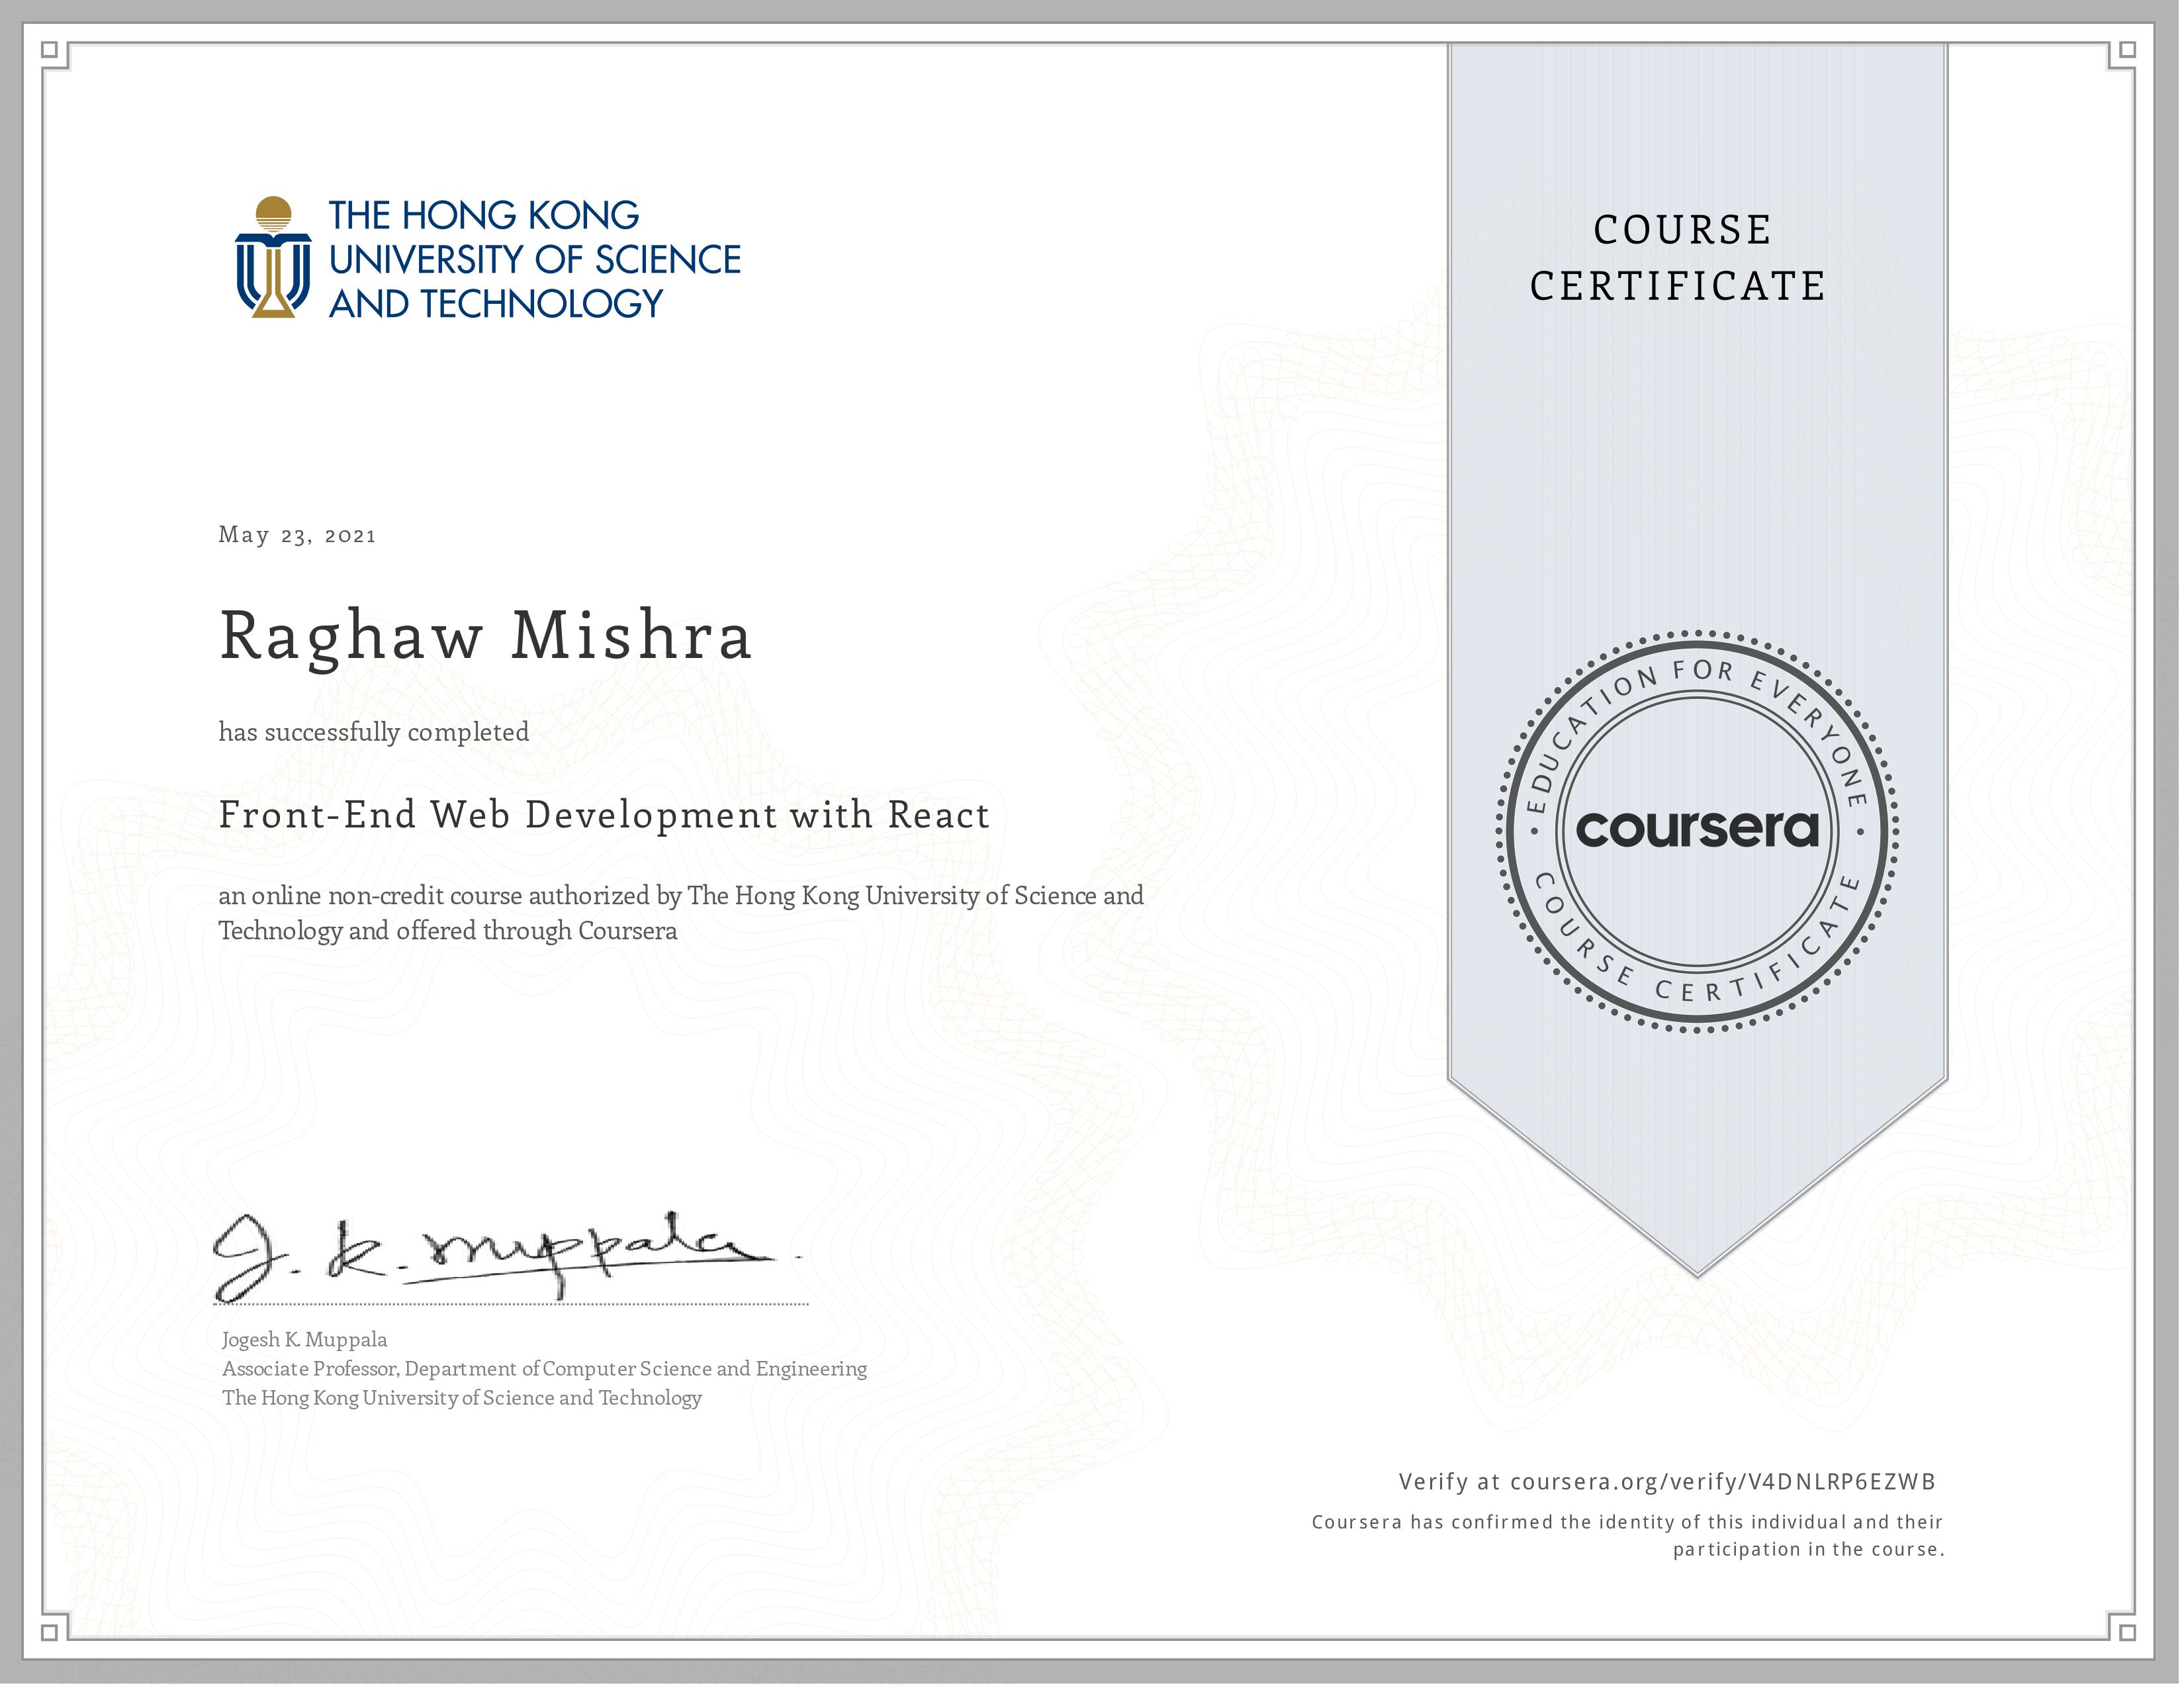 THE HONG KONG
UNIVERSITY OF SCIENCE
AND TECHNOLOGY
COURSE
CERTIFICATE
May 23, 2021
Raghaw Mishra
has successfully completed
Front-End Web Development with React
an online non-credit course authorized by The Hong Kong University of Science and
Technology and offered through Coursera
EDUCATION FOR EVERYONE
coursera
COURSE CERTIFICATE
J. K. Muppala
Jogesh K. Muppala
Associate Professor, Department of Computer Science and Engineering
The Hong Kong University of Science and Technology
Verify at coursera.org/verify/V4DNLRP6EZWB
Coursera has confirmed the identity of this individual and their
participation in the course.